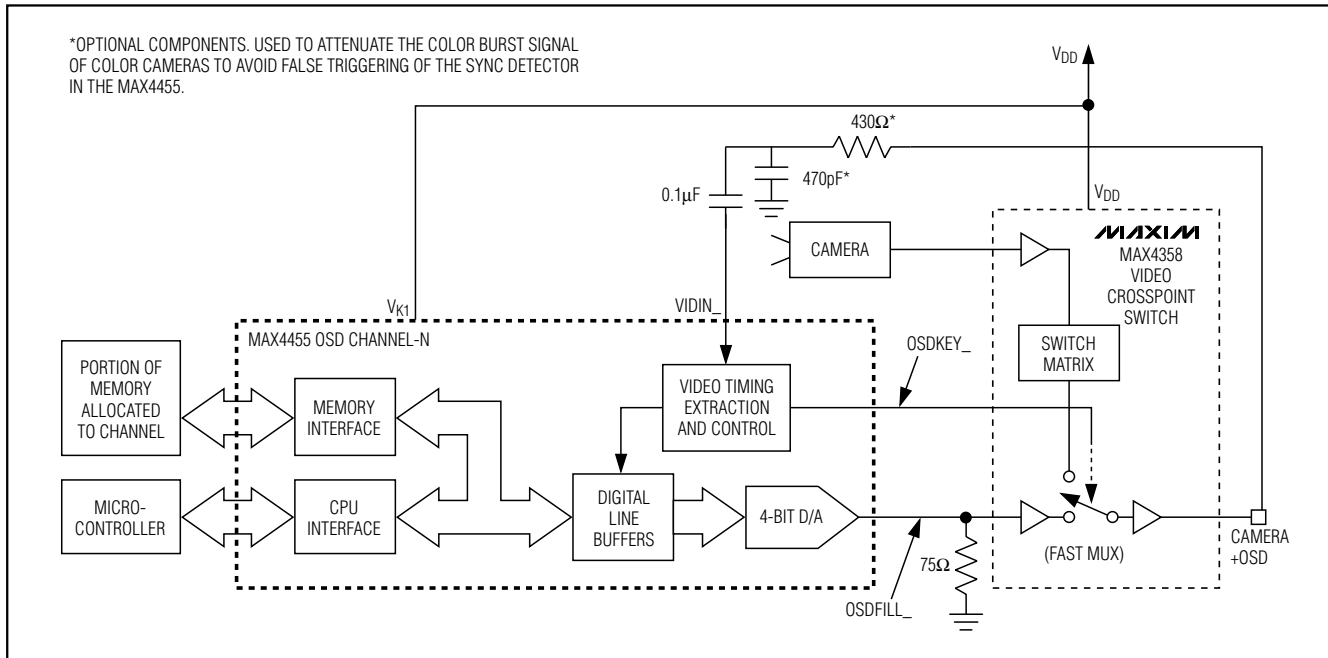 *OPTIONAL COMPONENTS. USED TO ATTENUATE THE COLOR BURST SIGNAL
OF COLOR CAMERAS TO AVOID FALSE TRIGGERING OF THE SYNC DETECTOR
IN THE MAX4455.
VDD
430Ω*
470pF*
0.1μF
VDD
MAXIM
MAX4358
VIDEO
CROSSPOINT
SWITCH
CAMERA
VK1
VIDIN_
MAX4455 OSD CHANNEL-N
OSDKEY_
SWITCH
MATRIX
PORTION OF
MEMORY
ALLOCATED
TO CHANNEL
MEMORY
INTERFACE
VIDEO TIMING
EXTRACTION
AND CONTROL
MICRO-
CONTROLLER
CPU
INTERFACE
DIGITAL
LINE
BUFFERS
4-BIT D/A
75Ω
OSDFILL_
(FAST MUX)
CAMERA
+OSD